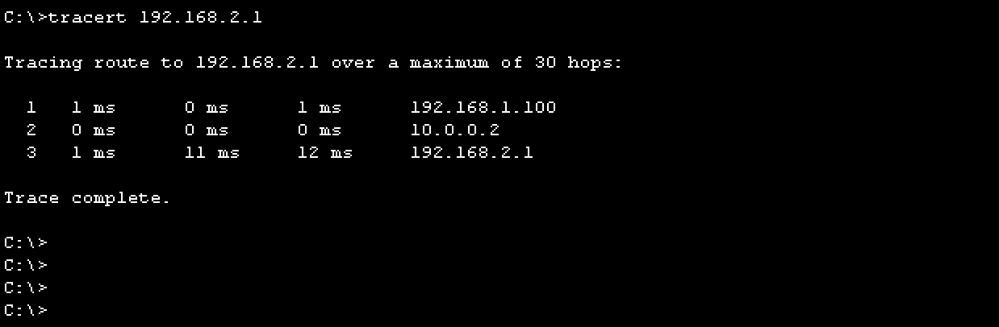 C:\>tracert 192.168.2.1
Tracing route to 192.168.2.1 over a maximum of 30 hops:
1 1 ms 0 ms 1 ms 192.168.1.100
2 0 ms 0 ms 0 ms 10.0.0.2
3 1 ms 11 ms 12 ms 192.168.2.1
Trace complete.
C:\>
C:\>
C:\>
C:\>